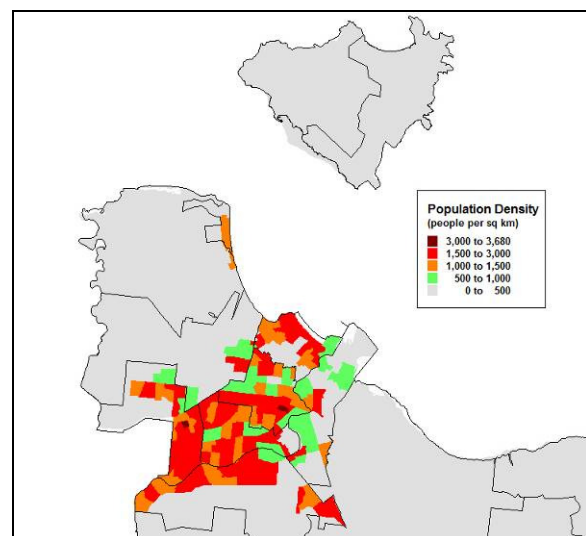 Population Density
(people per sq km)
3,000 to 3,680
1,500 to 3,000
1,000 to 1,500
500 to 1,000
0 to 500